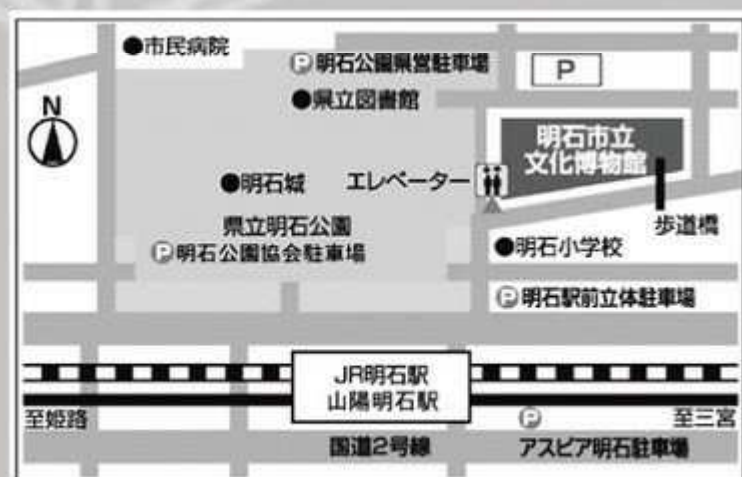 ●市民病院
Ⓟ明石公園県営駐車場
P
●県立図書館
N
明石市立
文化博物館
●明石城
エレベーター
県立明石公園
歩道橋
Ⓟ明石公園協会駐車場
●明石小学校
Ⓟ明石駅前立体駐車場
JR明石駅
山陽明石駅
至姫路
Ⓟ
至三宮
国道2号線
アスピア明石駐車場